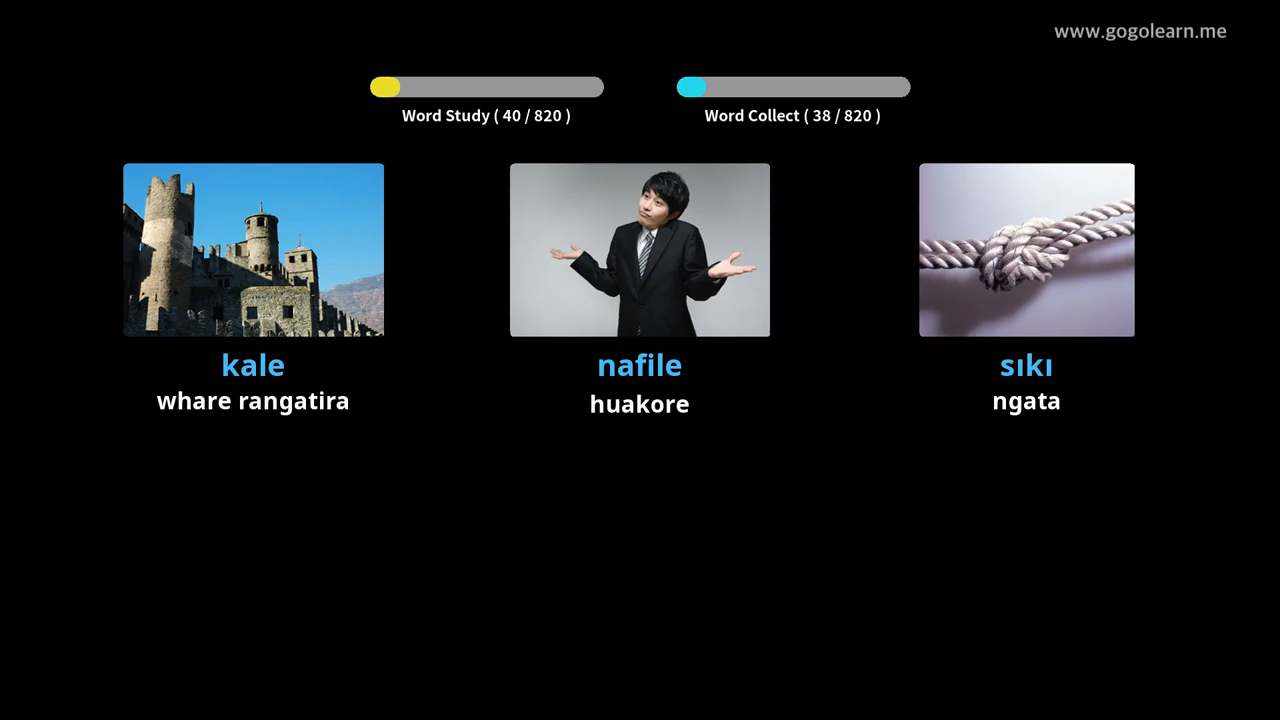 www.gogolearn.me
Word Study ( 40 / 820 )
Word Collect ( 38 / 820 )
kale
whare rangatira
nafile
huakore
sıkı
ngata